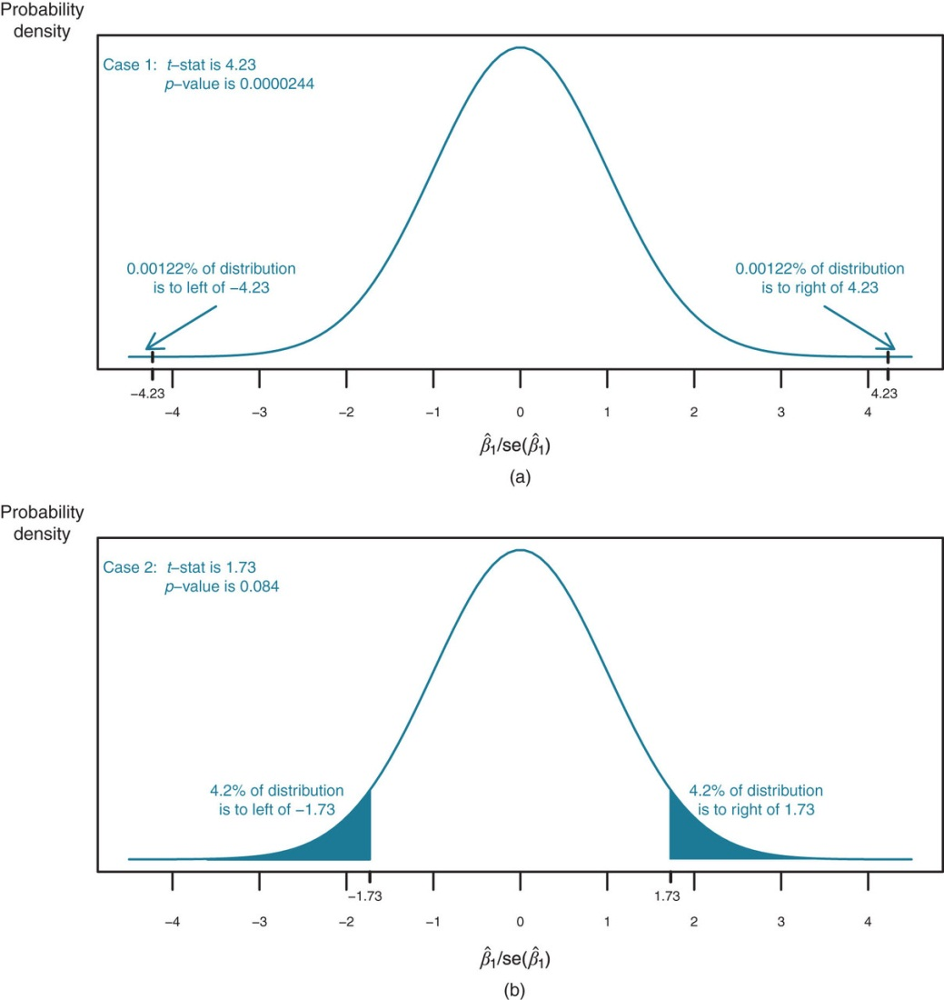 Probability
density
Case 1: t–stat is 4.23
p–value is 0.0000244
0.00122% of distribution
is to left of −4.23
0.00122% of distribution
is to right of 4.23
−4.23
4.23
−4 −3 −2 −1 0 1 2 3 4
β̂₁/se(β̂₁)
(a)
Probability
density
Case 2: t–stat is 1.73
p–value is 0.084
4.2% of distribution
is to left of −1.73
4.2% of distribution
is to right of 1.73
−1.73
1.73
−4 −3 −2 −1 0 1 2 3 4
β̂₁/se(β̂₁)
(b)